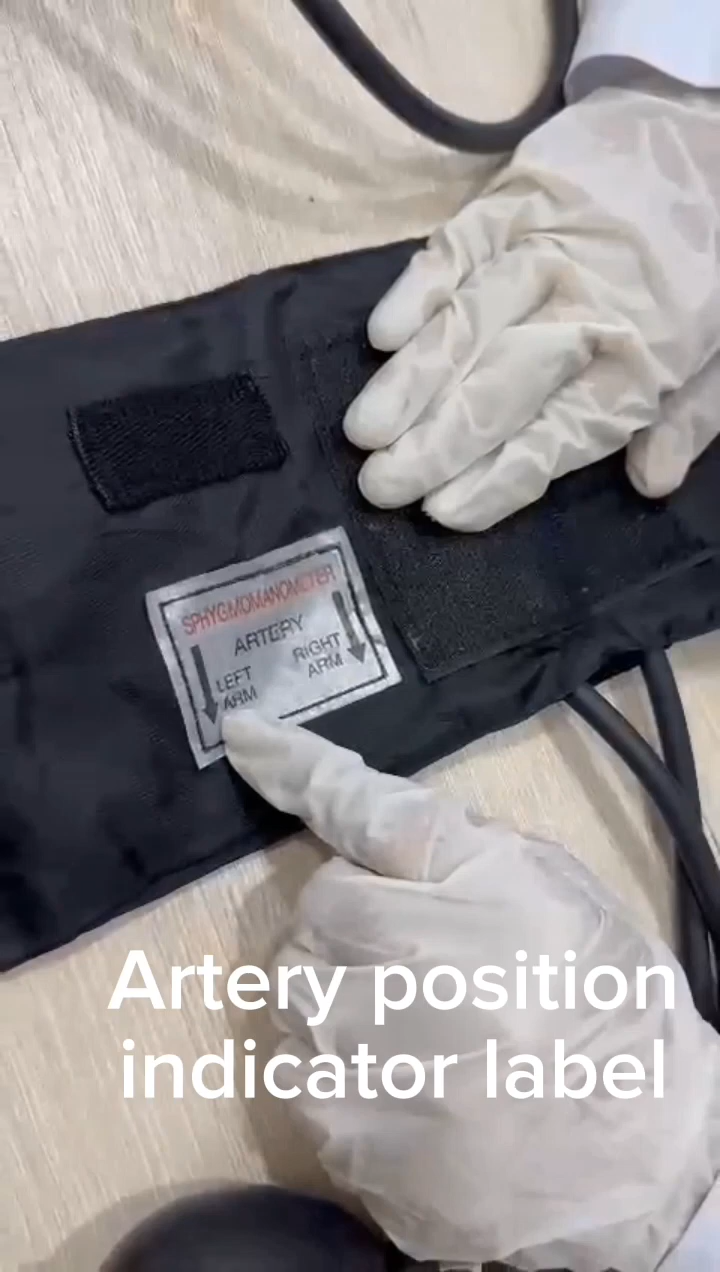 SPHYGMOMANOMETER
ARTERY
LEFT
ARM
RIGHT
ARM
Artery position
indicator label